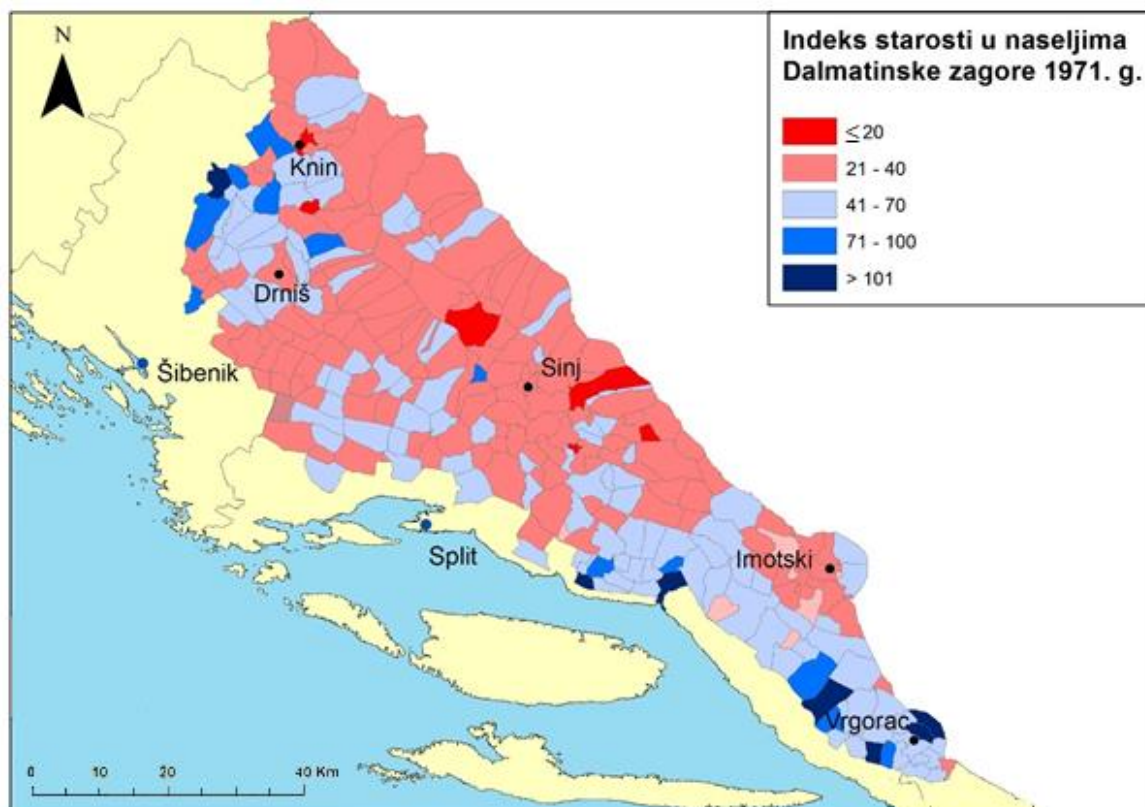 Indeks starosti u naseljima
Dalmatinske zagore 1971. g.
≤ 20
21 - 40
41 - 70
71 - 100
> 101
N
Knin
Drniš
Šibenik
Sinj
Split
Imotski
Vrgorac
0 10 20 40 Km